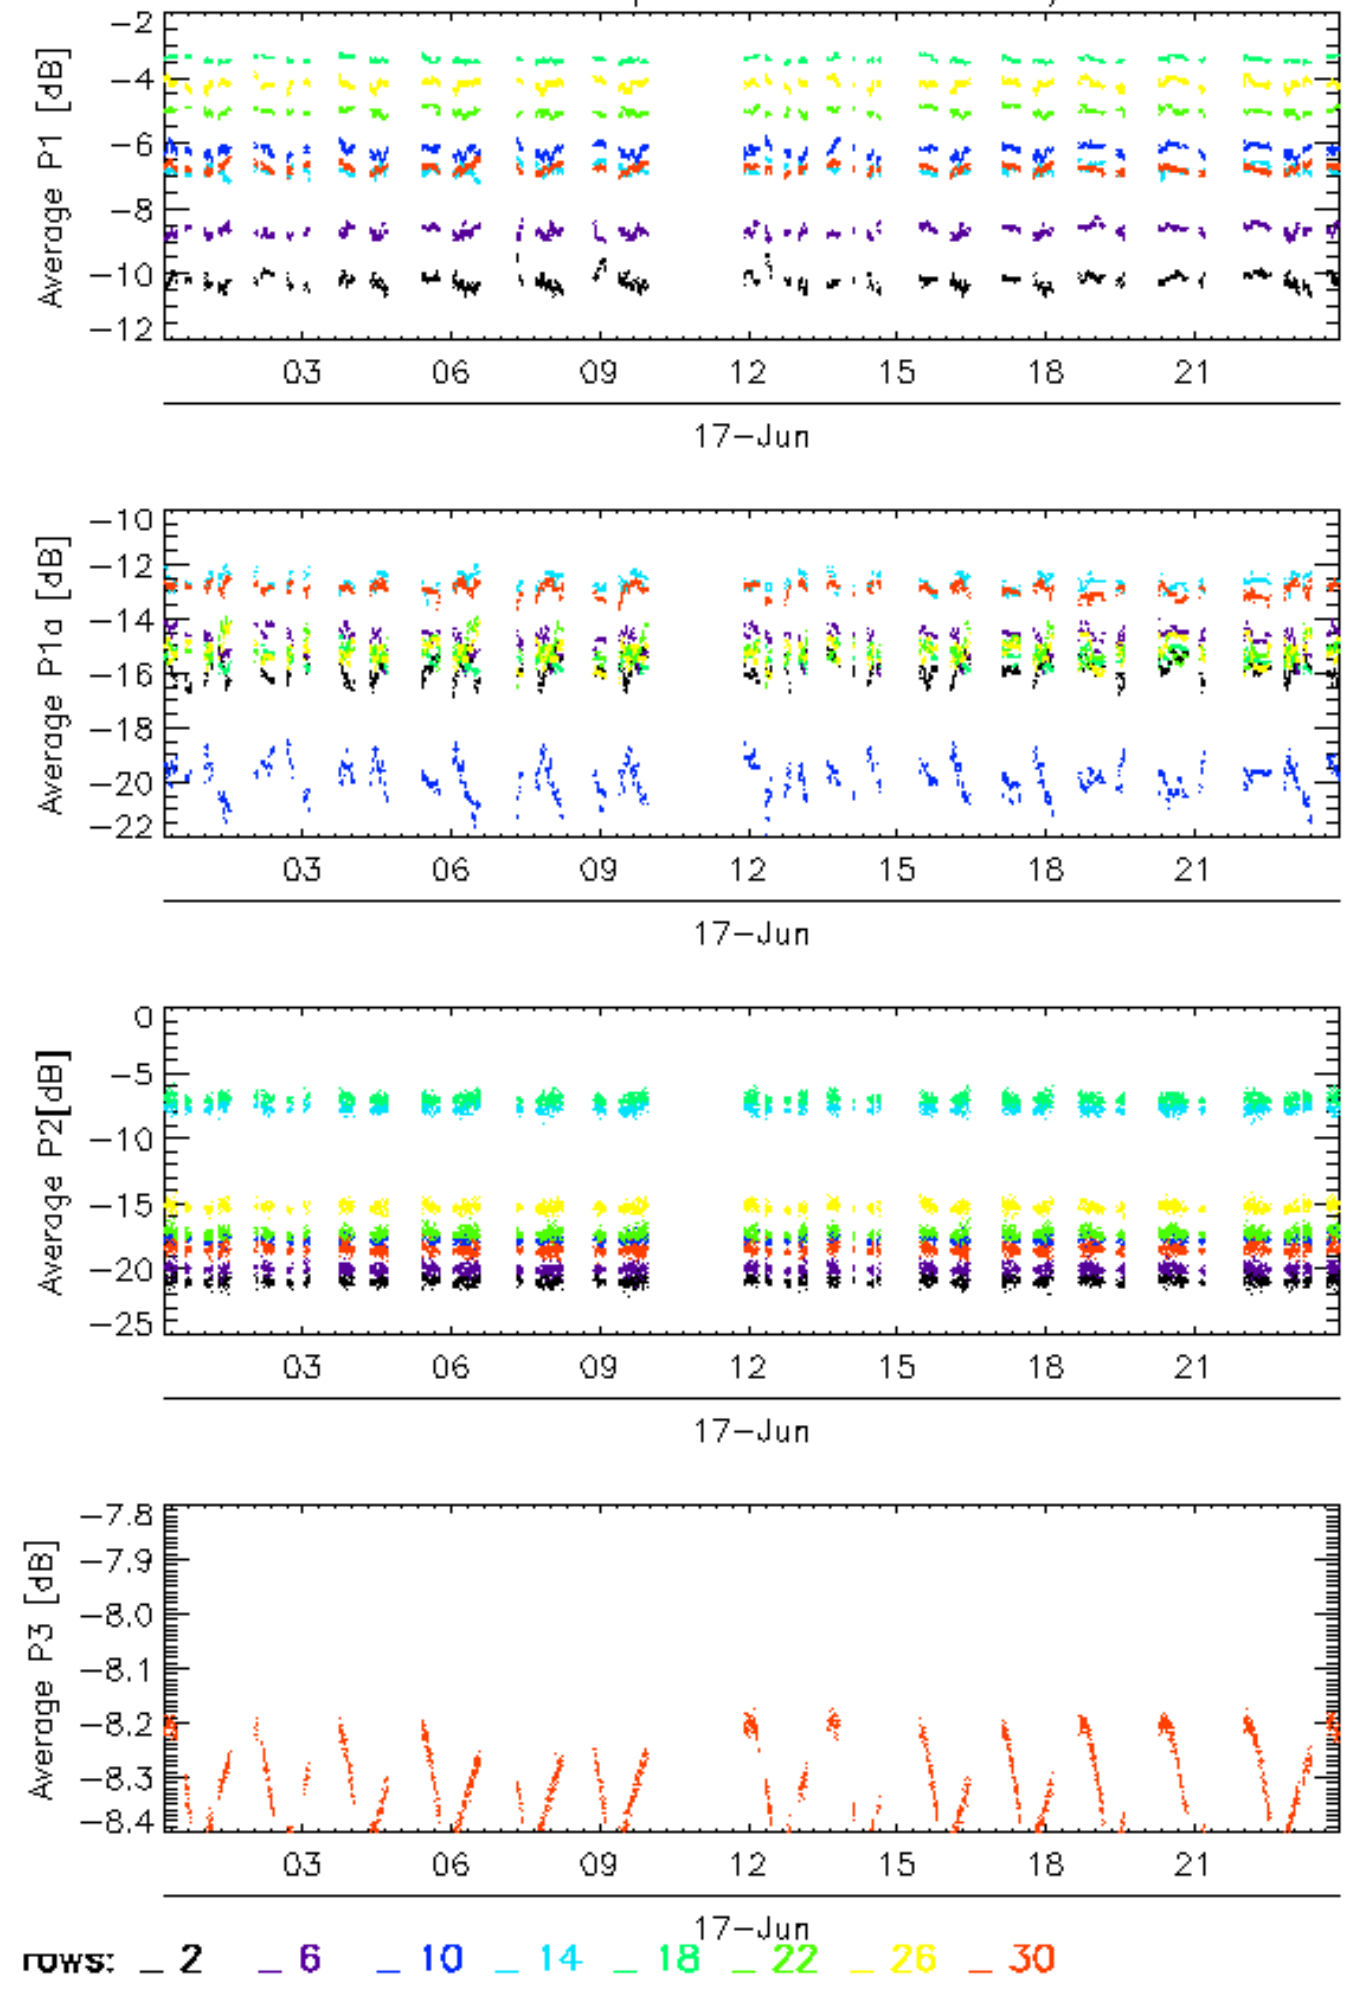 Average P1 [dB]
-2
-4
-6
-8
-10
-12
03 06 09 12 15 18 21
17-Jun
Average P1a [dB]
-10
-12
-14
-16
-18
-20
-22
03 06 09 12 15 18 21
17-Jun
Average P2[dB]
0
-5
-10
-15
-20
-25
03 06 09 12 15 18 21
17-Jun
Average P3 [dB]
-7.8
-7.9
-8.0
-8.1
-8.2
-8.3
-8.4
03 06 09 12 15 18 21
17-Jun
rows: _ 2 _ 6 _ 10 _ 14 _ 18 _ 22 _ 26 _ 30